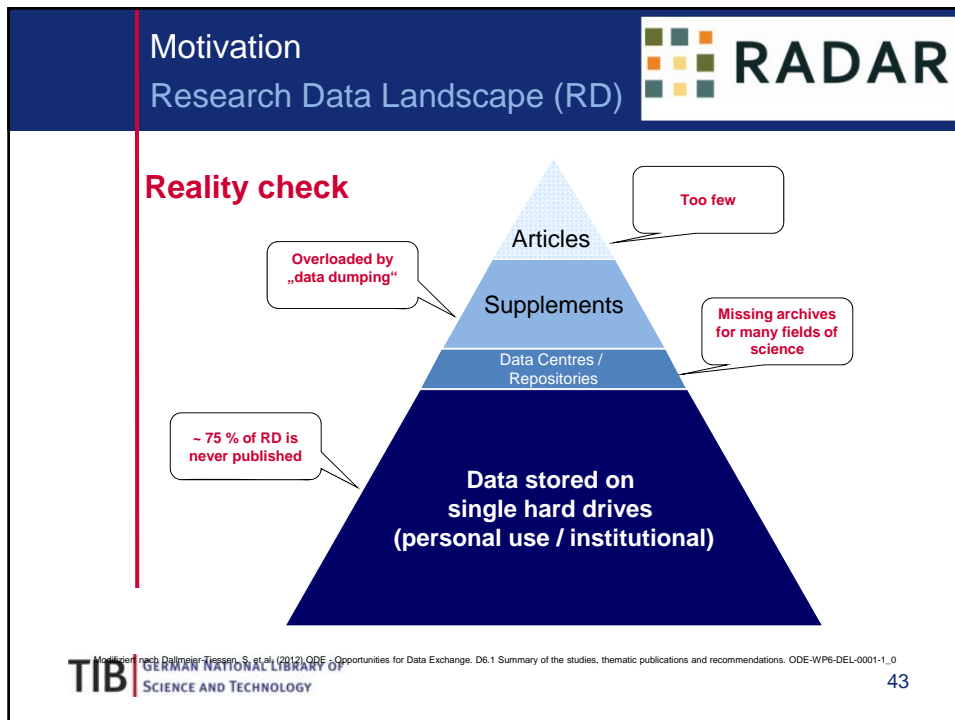 Motivation
Research Data Landscape (RD)
RADAR
Reality check
Too few
Articles
Overloaded by
„data dumping“
Supplements
Missing archives
for many fields of
science
Data Centres /
Repositories
~ 75 % of RD is
never published
Data stored on
single hard drives
(personal use / institutional)
Modifiziert nach Dallmeier-Tiessen, S. et al. (2012) ODE - Opportunities for Data Exchange. D6.1 Summary of the studies, thematic publications and recommendations. ODE-WP6-DEL-0001-1_0
TIB
GERMAN NATIONAL LIBRARY OF
SCIENCE AND TECHNOLOGY
43